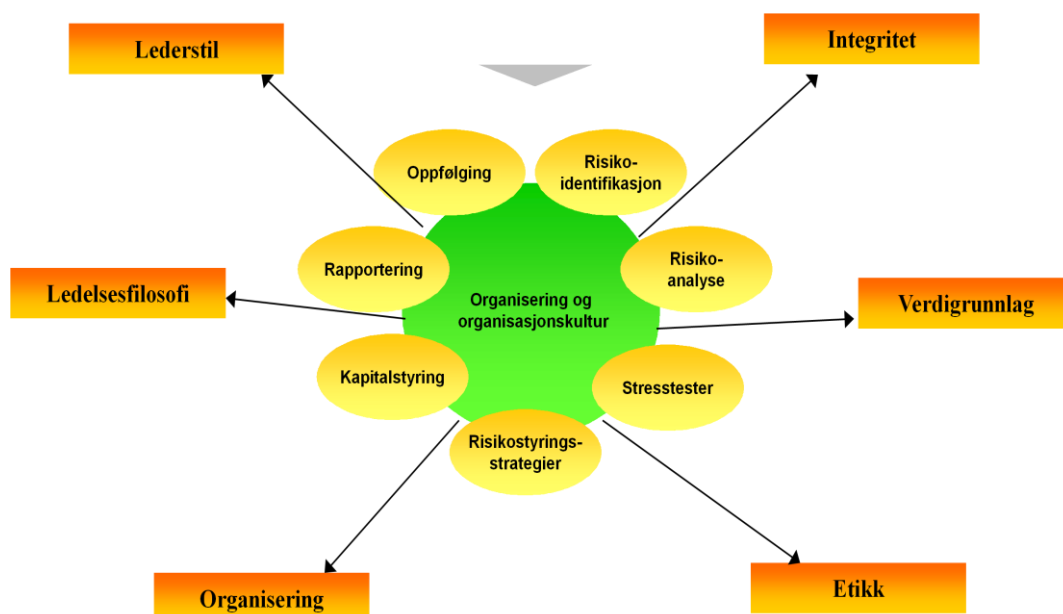 Lederstil
Integritet
Oppfølging
Risiko-
identifikasjon
Rapportering
Risiko-
analyse
Ledelsesfilosofi
Organisering og
organisasjonskultur
Verdigrunnlag
Kapitalstyring
Stresstester
Risikostyrings-
strategier
Organisering
Etikk